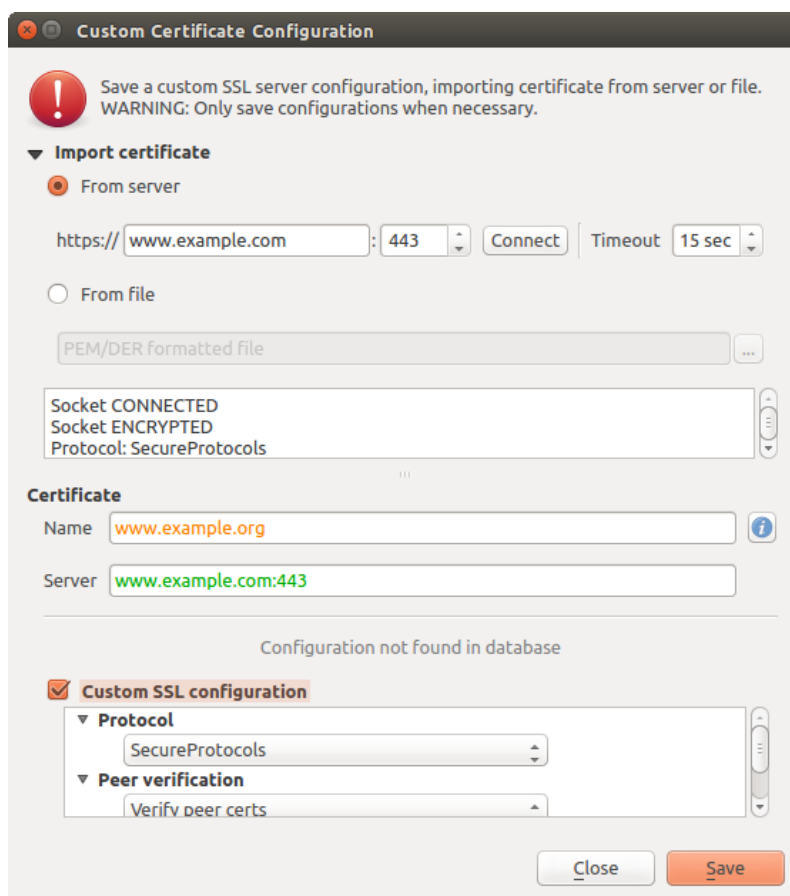 Custom Certificate Configuration
Save a custom SSL server configuration, importing certificate from server or file.
WARNING: Only save configurations when necessary.
Import certificate
From server
https:// www.example.com : 443 Connect Timeout 15 sec
From file
PEM/DER formatted file ...
Socket CONNECTED
Socket ENCRYPTED
Protocol: SecureProtocols
Certificate
Name www.example.org
Server www.example.com:443
Configuration not found in database
Custom SSL configuration
Protocol
SecureProtocols
Peer verification
Verify peer certs
Close Save